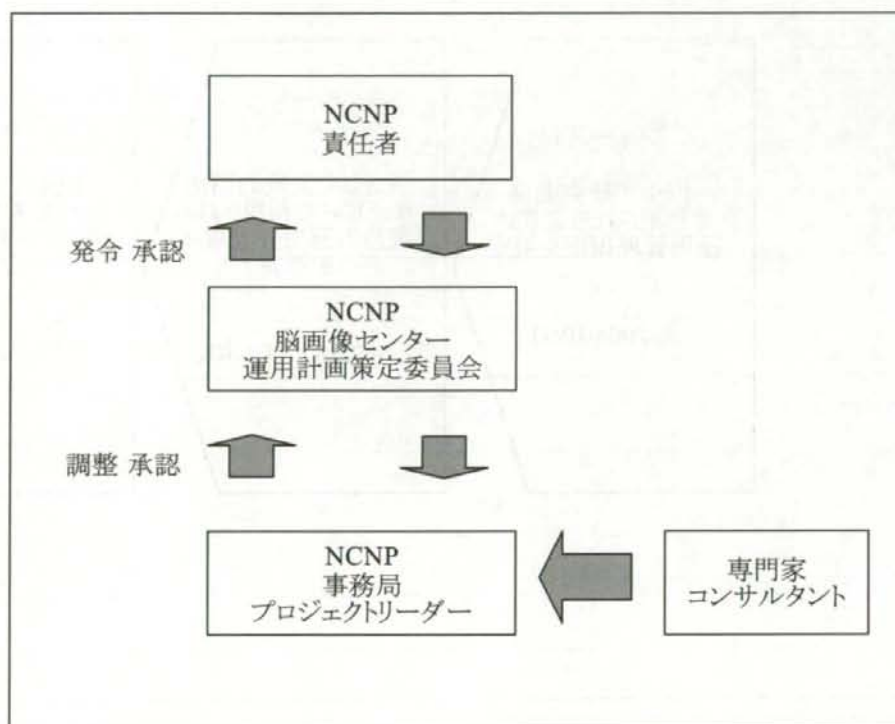 NCNP
責任者
発令 承認
NCNP
脳画像センター
運用計画策定委員会
調整 承認
NCNP
事務局
プロジェクトリーダー
専門家
コンサルタント